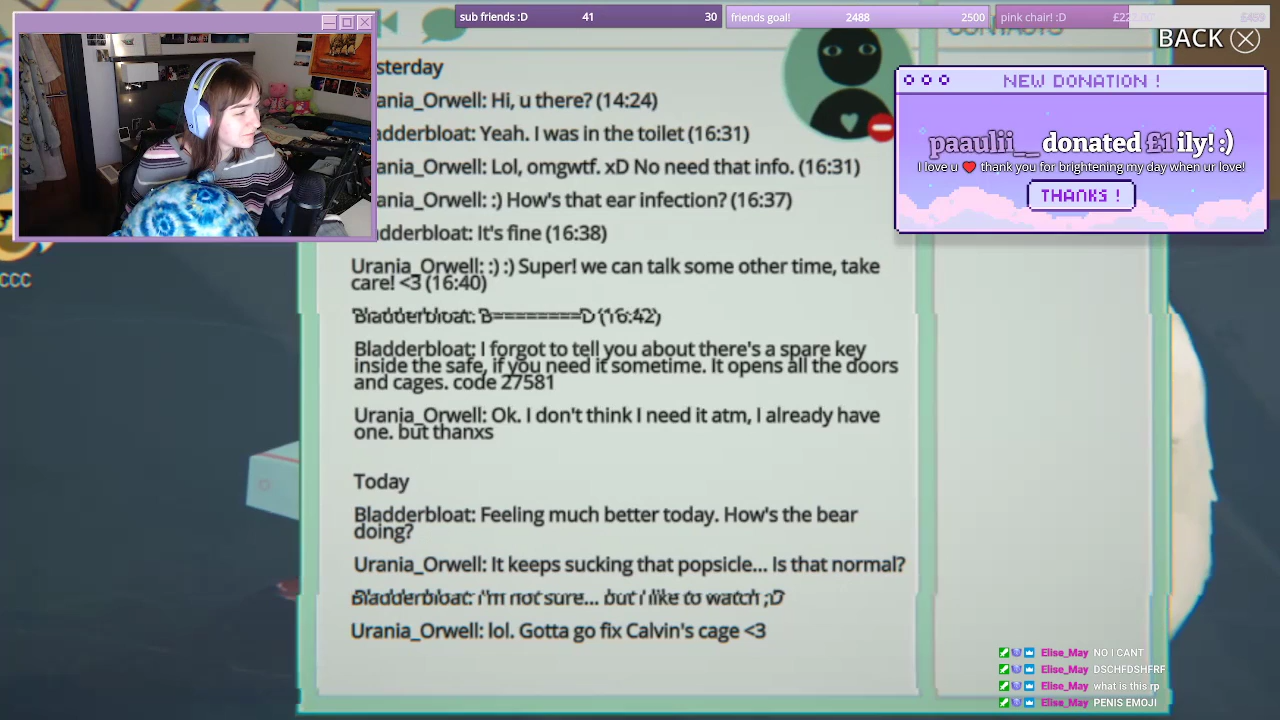 sub friends :D 41 30
friends goal! 2488 2500
pink chair! :D
CONTACTS
BACK
NEW DONATION !
paaulii__ donated £1 ily! :)
I love u ❤ thank you for brightening my day when ur love!
THANKS !
sterday
rania_Orwell: Hi, u there? (14:24)
adderbloat: Yeah. I was in the toilet (16:31)
rania_Orwell: Lol, omgwtf. xD No need that info. (16:31)
rania_Orwell: :) How's that ear infection? (16:37)
adderbloat: It's fine (16:38)
Urania_Orwell: :) :) Super! we can talk some other time, take
care! <3 (16:40)
Bladderbloat: B========D (16:42)
Bladderbloat: I forgot to tell you about there's a spare key
inside the safe, if you need it sometime. It opens all the doors
and cages. code 27581
Urania_Orwell: Ok. I don't think I need it atm, I already have
one. but thanxs
Today
Bladderbloat: Feeling much better today. How's the bear
doing?
Urania_Orwell: It keeps sucking that popsicle... Is that normal?
Bladderbloat: i'm not sure... but i like to watch ;D
Urania_Orwell: lol. Gotta go fix Calvin's cage <3
ccc
Elise_May NO I CANT
Elise_May DSCHFDSHFRF
Elise_May what is this rp
Elise_May PENIS EMOJI